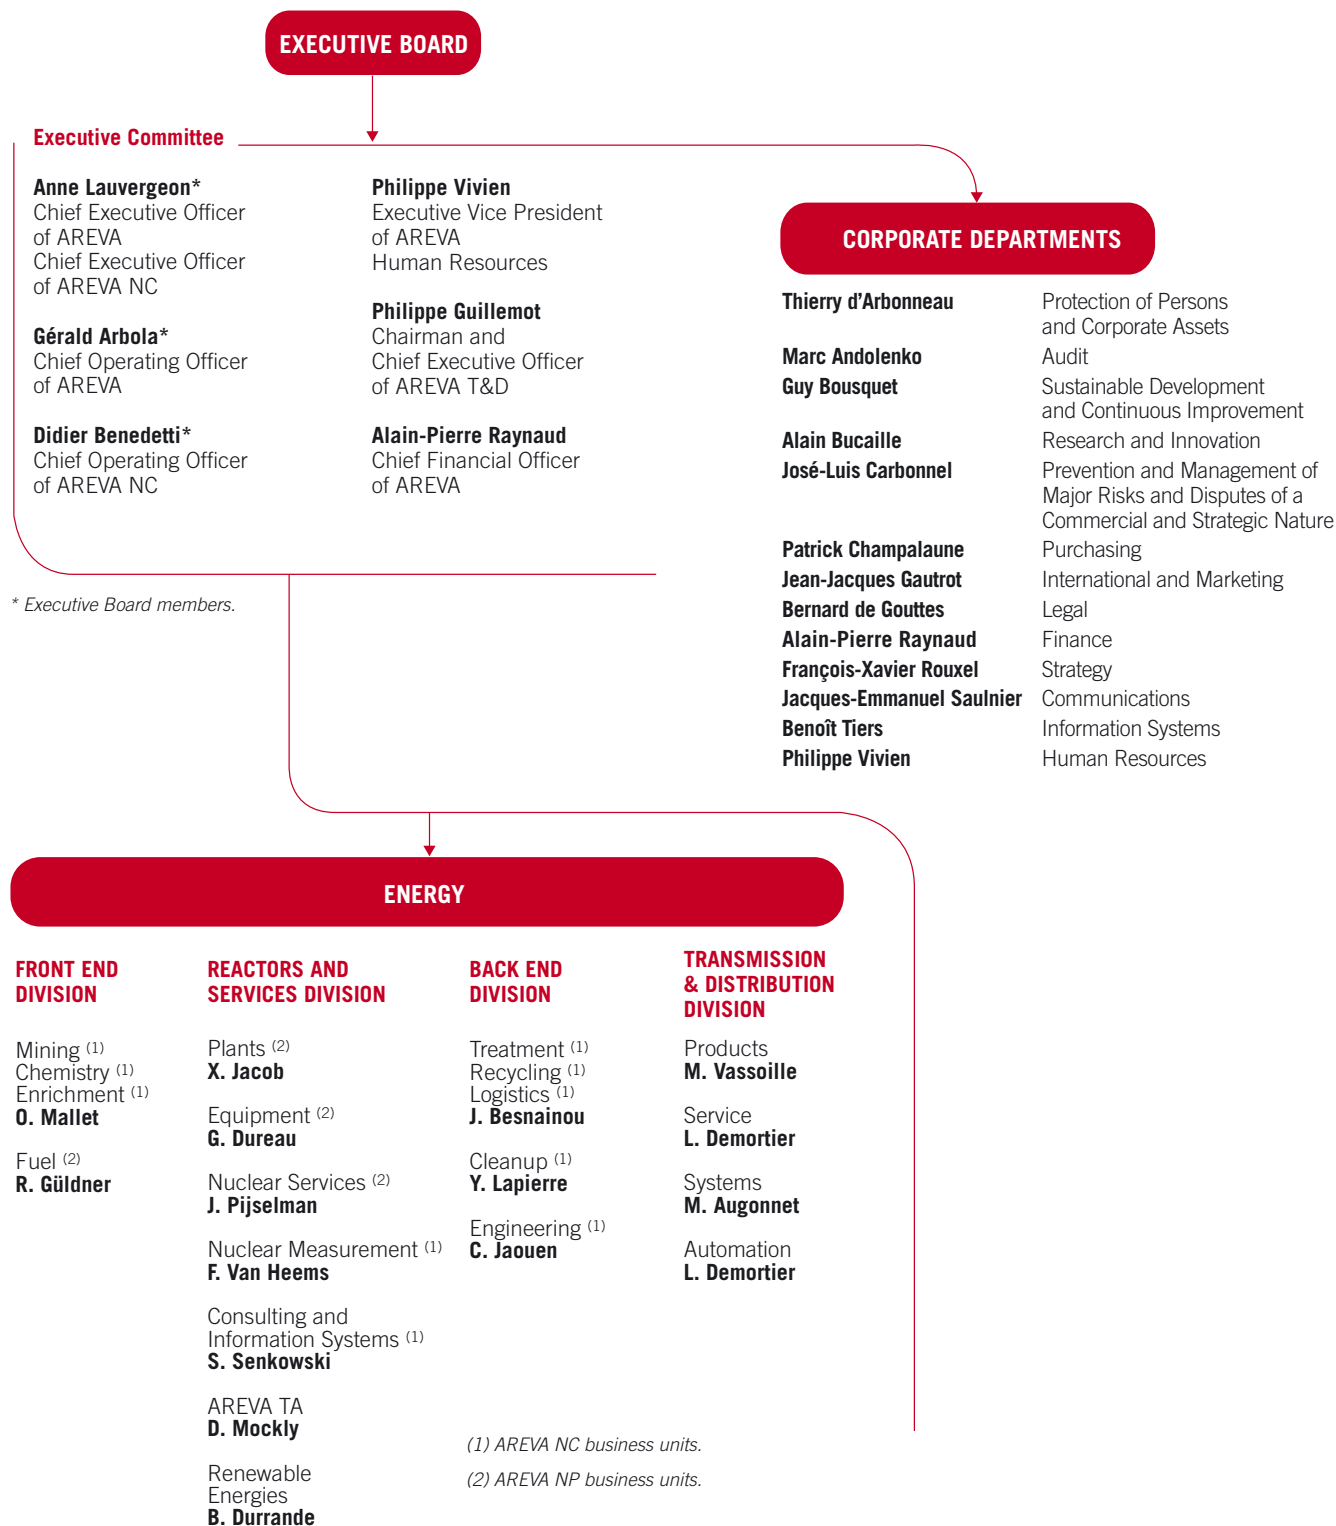 EXECUTIVE BOARD
Executive Committee
Anne Lauvergeon*
Chief Executive Officer
of AREVA
Chief Executive Officer
of AREVA NC
Gérald Arbola*
Chief Operating Officer
of AREVA
Didier Benedetti*
Chief Operating Officer
of AREVA NC
Philippe Vivien
Executive Vice President
of AREVA
Human Resources
Philippe Guillemot
Chairman and
Chief Executive Officer
of AREVA T&D
Alain-Pierre Raynaud
Chief Financial Officer
of AREVA
* Executive Board members.
CORPORATE DEPARTMENTS
Thierry d'Arbonneau Protection of Persons
and Corporate Assets
Marc Andolenko Audit
Guy Bousquet Sustainable Development
and Continuous Improvement
Alain Bucaille Research and Innovation
José-Luis Carbonnel Prevention and Management of
Major Risks and Disputes of a
Commercial and Strategic Nature
Patrick Champalaune Purchasing
Jean-Jacques Gautrot International and Marketing
Bernard de Gouttes Legal
Alain-Pierre Raynaud Finance
François-Xavier Rouxel Strategy
Jacques-Emmanuel Saulnier Communications
Benoît Tiers Information Systems
Philippe Vivien Human Resources
ENERGY
FRONT END
DIVISION
Mining (1)
Chemistry (1)
Enrichment (1)
O. Mallet
Fuel (2)
R. Güldner
REACTORS AND
SERVICES DIVISION
Plants (2)
X. Jacob
Equipment (2)
G. Dureau
Nuclear Services (2)
J. Pijselman
Nuclear Measurement (1)
F. Van Heems
Consulting and
Information Systems (1)
S. Senkowski
AREVA TA
D. Mockly
Renewable
Energies
B. Durrande
BACK END
DIVISION
Treatment (1)
Recycling (1)
Logistics (1)
J. Besnainou
Cleanup (1)
Y. Lapierre
Engineering (1)
C. Jaouen
TRANSMISSION
& DISTRIBUTION
DIVISION
Products
M. Vassoille
Service
L. Demortier
Systems
M. Augonnet
Automation
L. Demortier
(1) AREVA NC business units.
(2) AREVA NP business units.